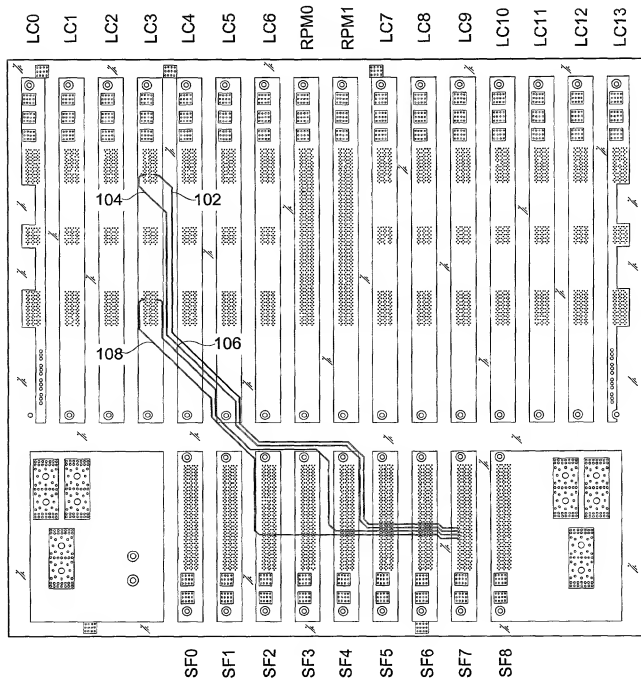 LC0
LC1
LC2
LC3
LC4
LC5
LC6
RPM0
RPM1
LC7
LC8
LC9
LC10
LC11
LC12
LC13
104
102
106
108
SF0
SF1
SF2
SF3
SF4
SF5
SF6
SF7
SF8